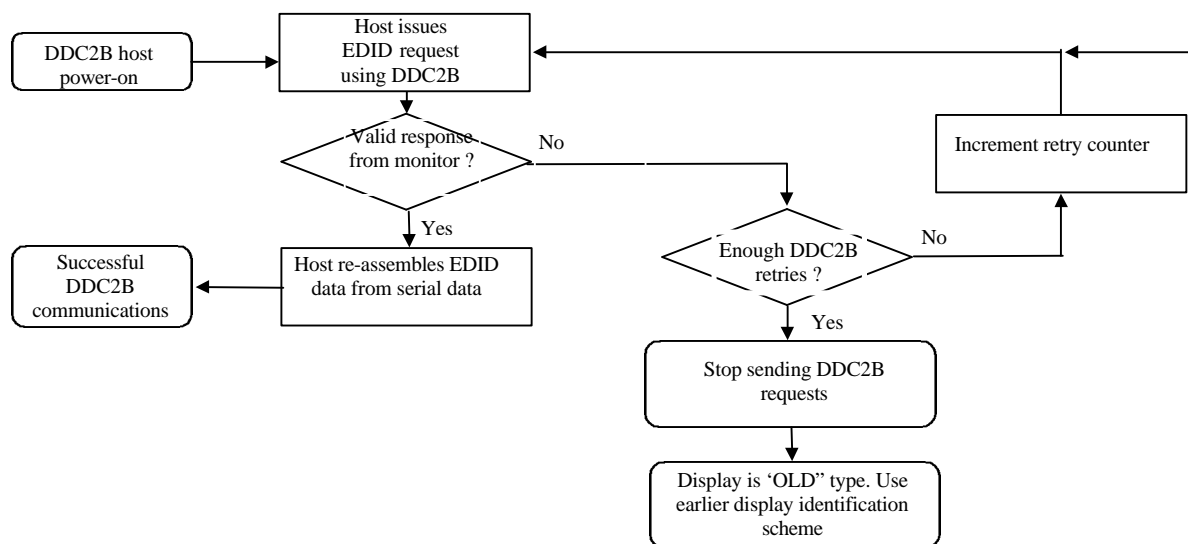 DDC2B host
power-on
Host issues
EDID request
using DDC2B
Valid response
from monitor ?
No
Yes
Increment retry counter
Enough DDC2B
retries ?
No
Yes
Successful
DDC2B
communications
Host re-assembles EDID
data from serial data
Stop sending DDC2B
requests
Display is ‘OLD” type. Use
earlier display identification
scheme